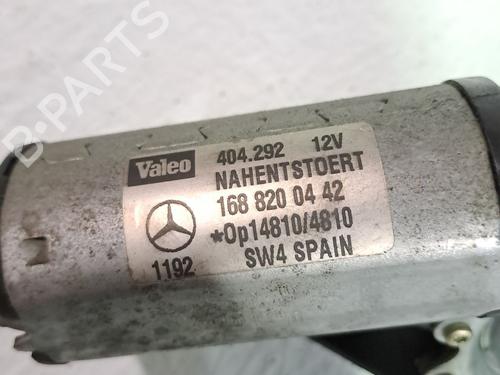 B-PARTS
Valeo 404.292 12V
NAHENTSTOERT
168 820 04 42
*Op14810/4810
1192 SW4 SPAIN